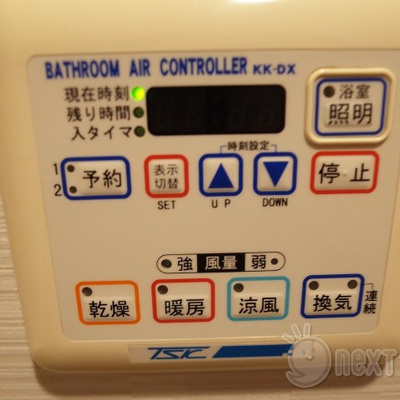 BATHROOM AIR CONTROLLER KK-DX
現在時刻
残り時間
入タイマ
浴室
照明
時刻設定
1
2
予約
表示
切替
停止
SET
UP
DOWN
強 風量 弱
乾燥
暖房
涼風
換気
連続
TSK
next